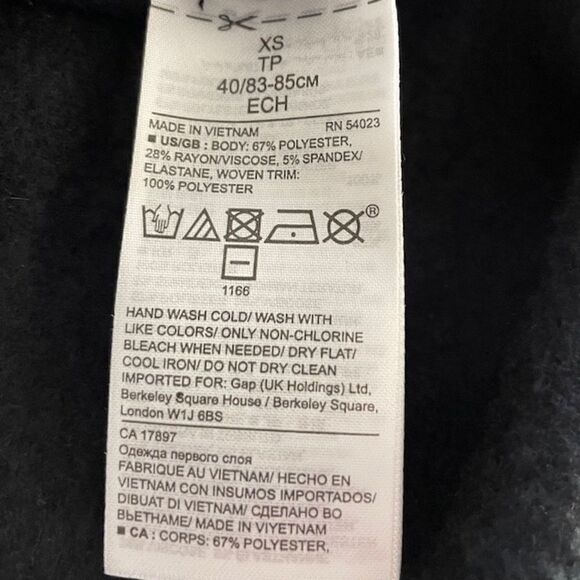 XS
TP
40/83-85CM
ECH
MADE IN VIETNAM RN 54023
US/GB : BODY: 67% POLYESTER,
28% RAYON/VISCOSE, 5% SPANDEX/
ELASTANE, WOVEN TRIM:
100% POLYESTER
®
1166
HAND WASH COLD/ WASH WITH
LIKE COLORS/ ONLY NON-CHLORINE
BLEACH WHEN NEEDED/ DRY FLAT/
COOL IRON/ DO NOT DRY CLEAN
IMPORTED FOR: Gap (UK Holdings) Ltd,
Berkeley Square House / Berkeley Square,
London W1J 6BS
CA 17897
Одежда первого слоя
FABRIQUE AU VIETNAM/ HECHO EN
VIETNAM CON INSUMOS IMPORTADOS/
DIBUAT DI VIETNAM/ СДЕЛАНО ВО
ВЬЕТНАМЕ/ MADE IN VIYETNAM
CA : CORPS: 67% POLYESTER,